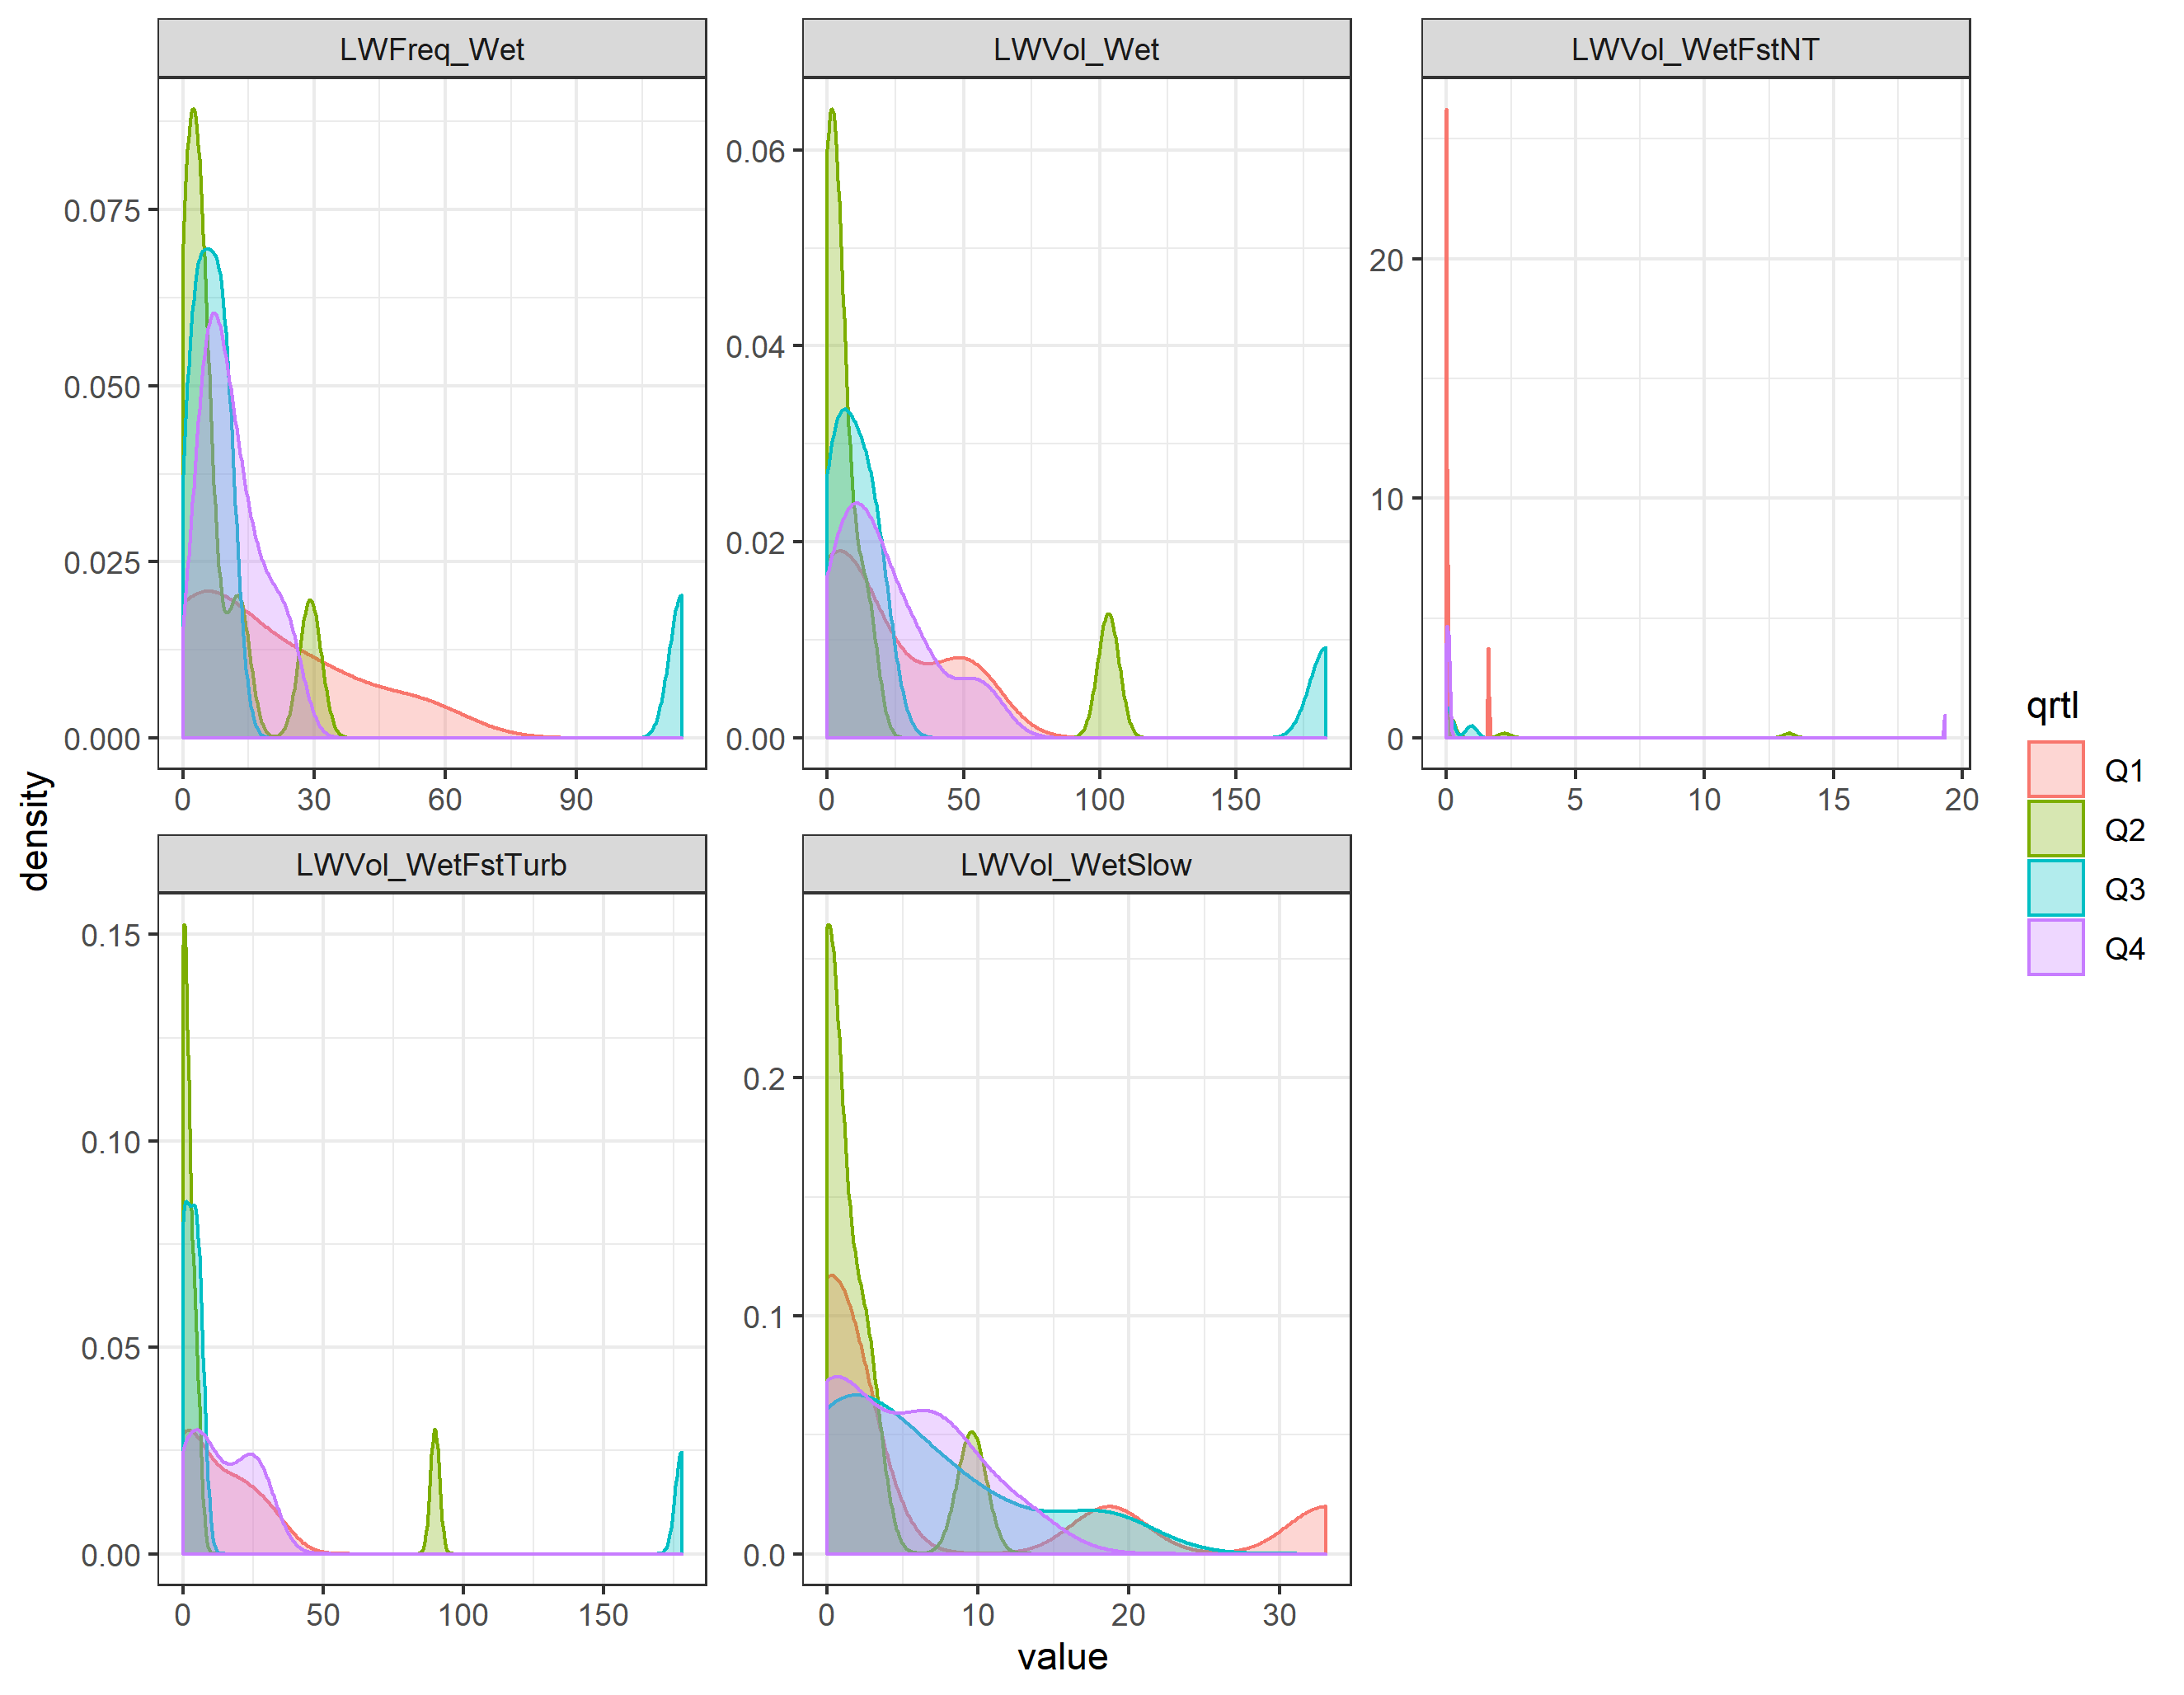 LWFreq_Wet
LWVol_Wet
LWVol_WetFstNT
0.075
0.050
0.025
0.000
0.06
0.04
0.02
0.00
20
10
0
0 30 60 90
0 50 100 150
0 5 10 15 20
LWVol_WetFstTurb
LWVol_WetSlow
0.15
0.10
0.05
0.00
0.2
0.1
0.0
0 50 100 150
0 10 20 30
density
value
qrtl
Q1
Q2
Q3
Q4